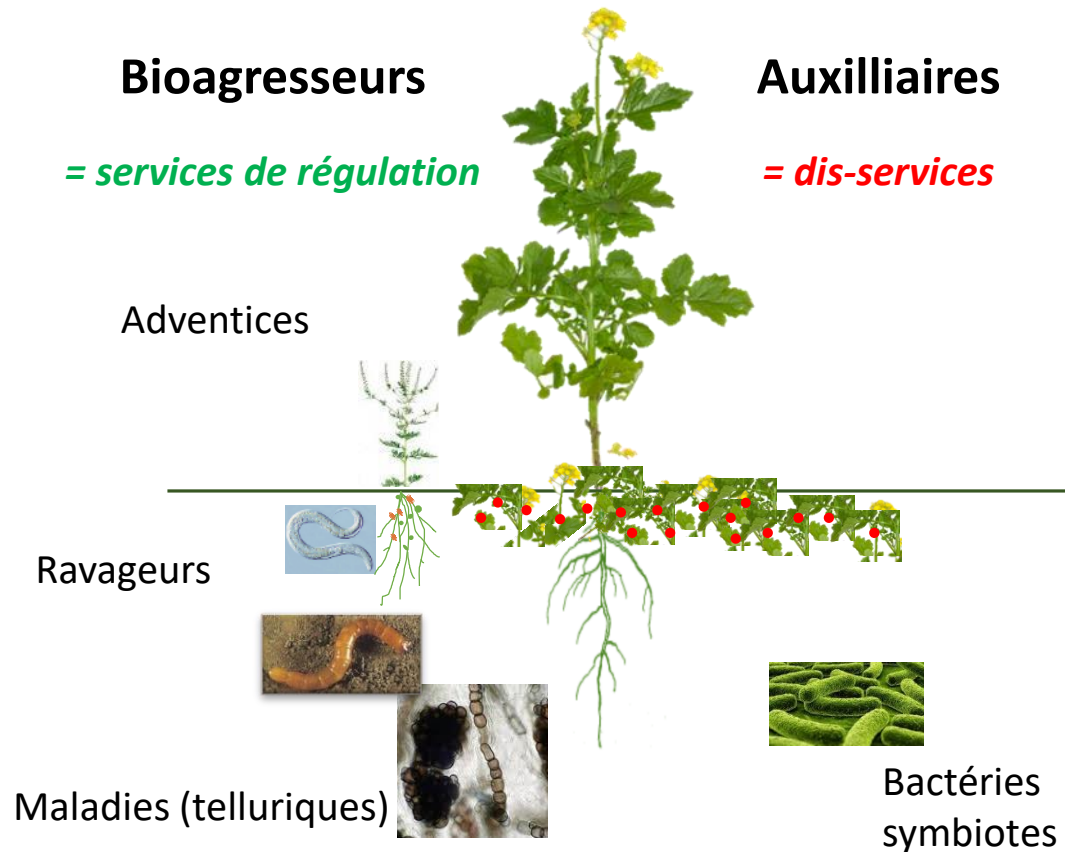 Bioagresseurs
Auxilliaires
= services de régulation
= dis-services
Adventices
Ravageurs
Maladies (telluriques)
Bactéries
symbiotes